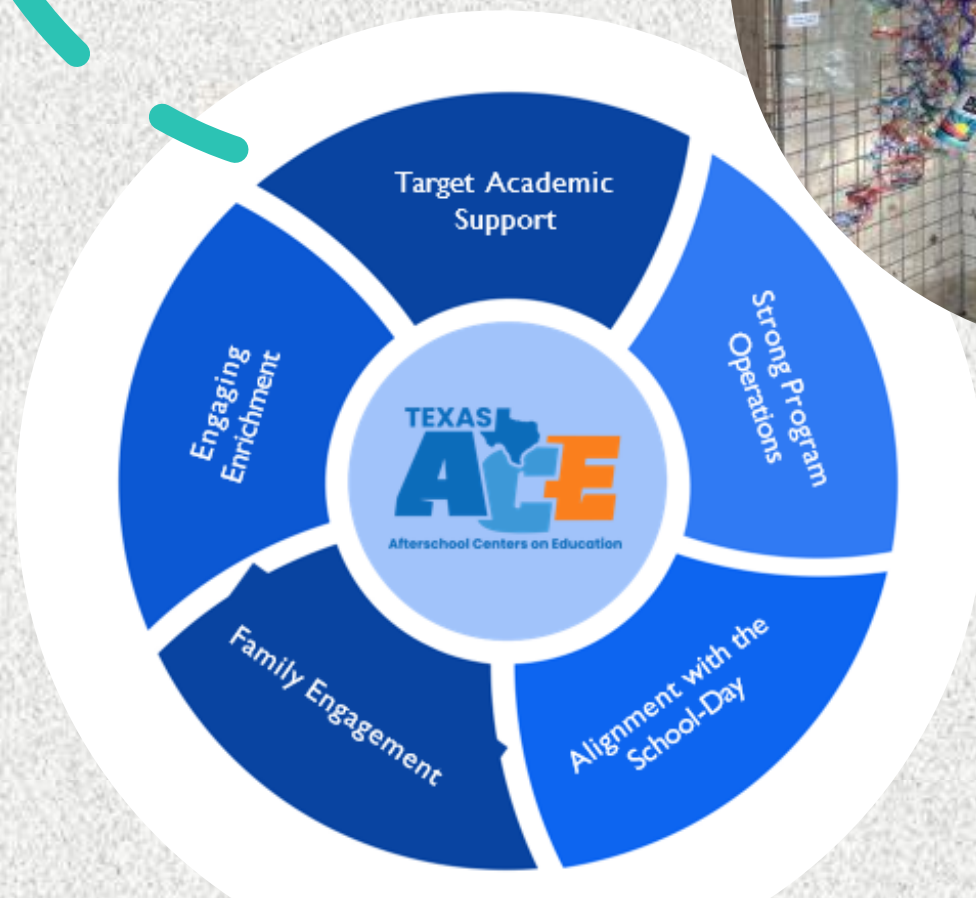 Target Academic
Support
Strong Program
Operations
Alignment with the
School-Day
Family Engagement
Engaging
Enrichment
TEXAS
ACE
Afterschool Centers on Education